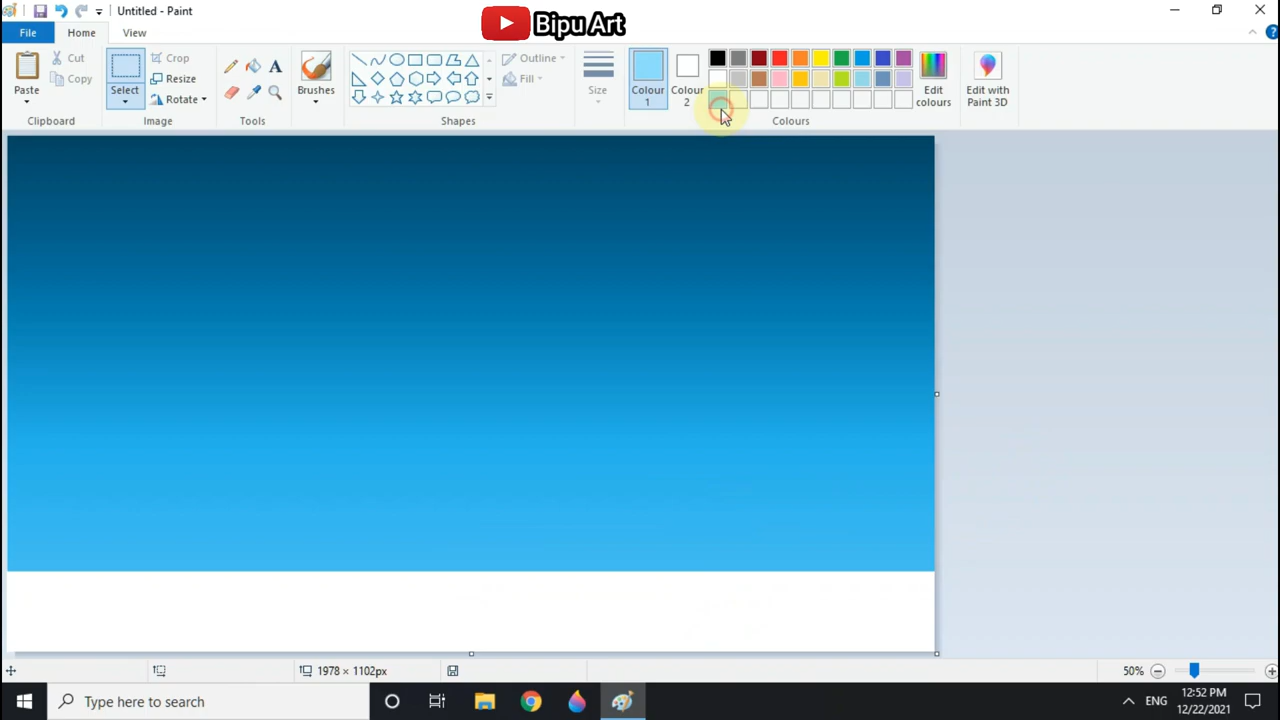 Untitled - Paint
Bipu Art
File
Home
View
Paste
Cut
Copy
Clipboard
Select
Crop
Resize
Rotate
Image
Tools
Brushes
Shapes
Outline
Fill
Size
Colour 1
Colour 2
Colours
Edit colours
Edit with Paint 3D
1978 × 1102px
50%
Type here to search
ENG
12:52 PM
12/22/2021